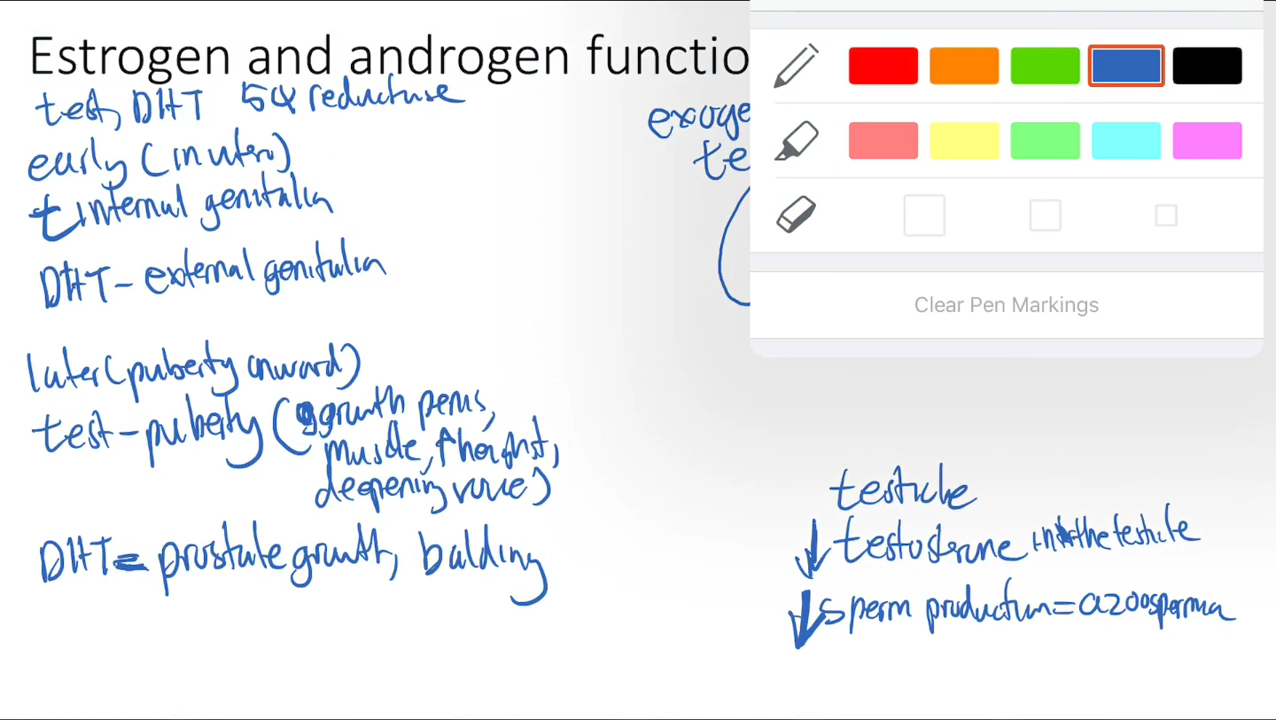 Estrogen and androgen functio
test, DHT 5α reductase
early (in utero)
t internal genitalia
DHT - external genitalia
later (puberty onward)
test - puberty (growth penis,
muscle, ↑ height,
deepening voice)
DHT = prostate growth, balding
exoge
te
Clear Pen Markings
testicle
↓ testosterone in the testicle
↓ sperm production = azoosperma